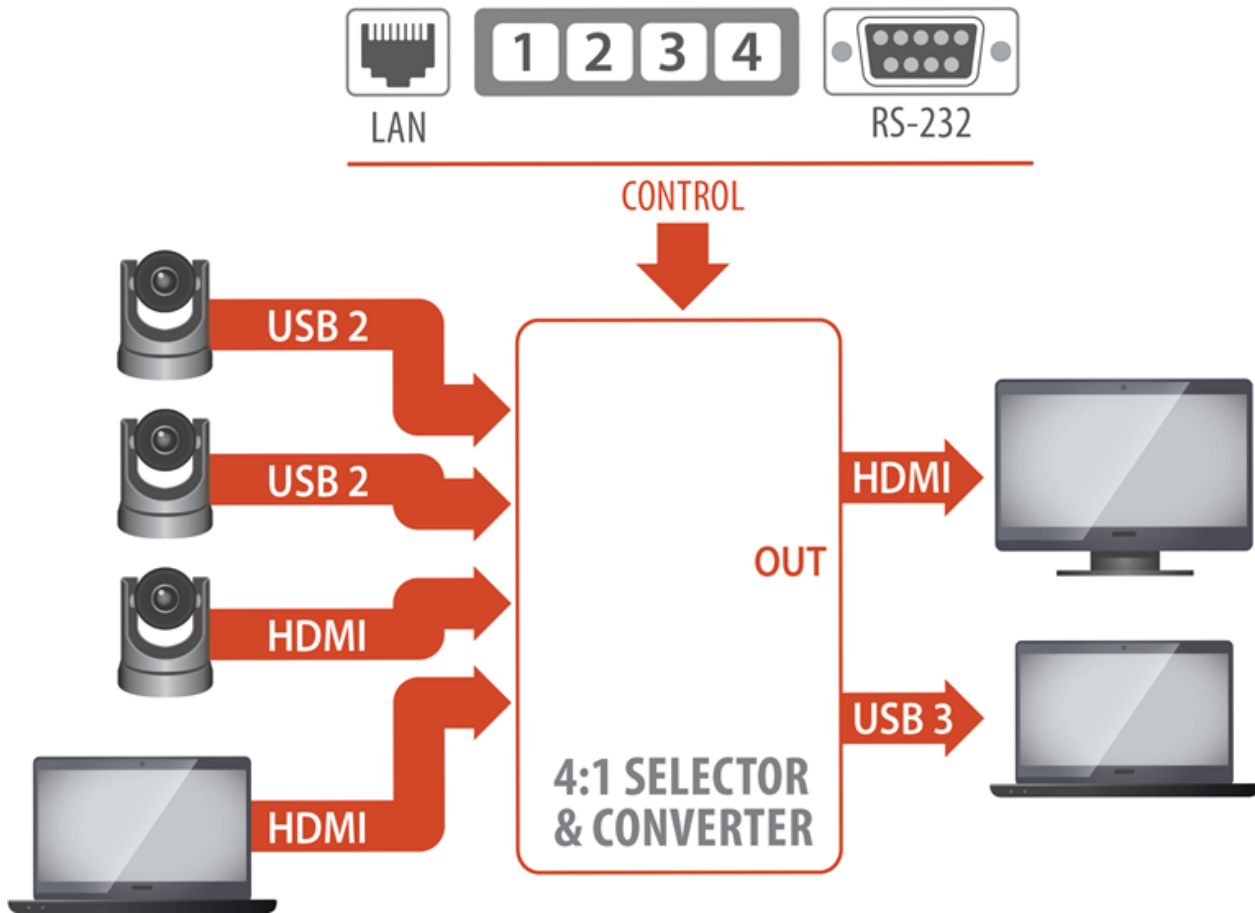 1 2 3 4
LAN
RS-232
CONTROL
USB 2
USB 2
HDMI
HDMI
HDMI
OUT
USB 3
4:1 SELECTOR
& CONVERTER